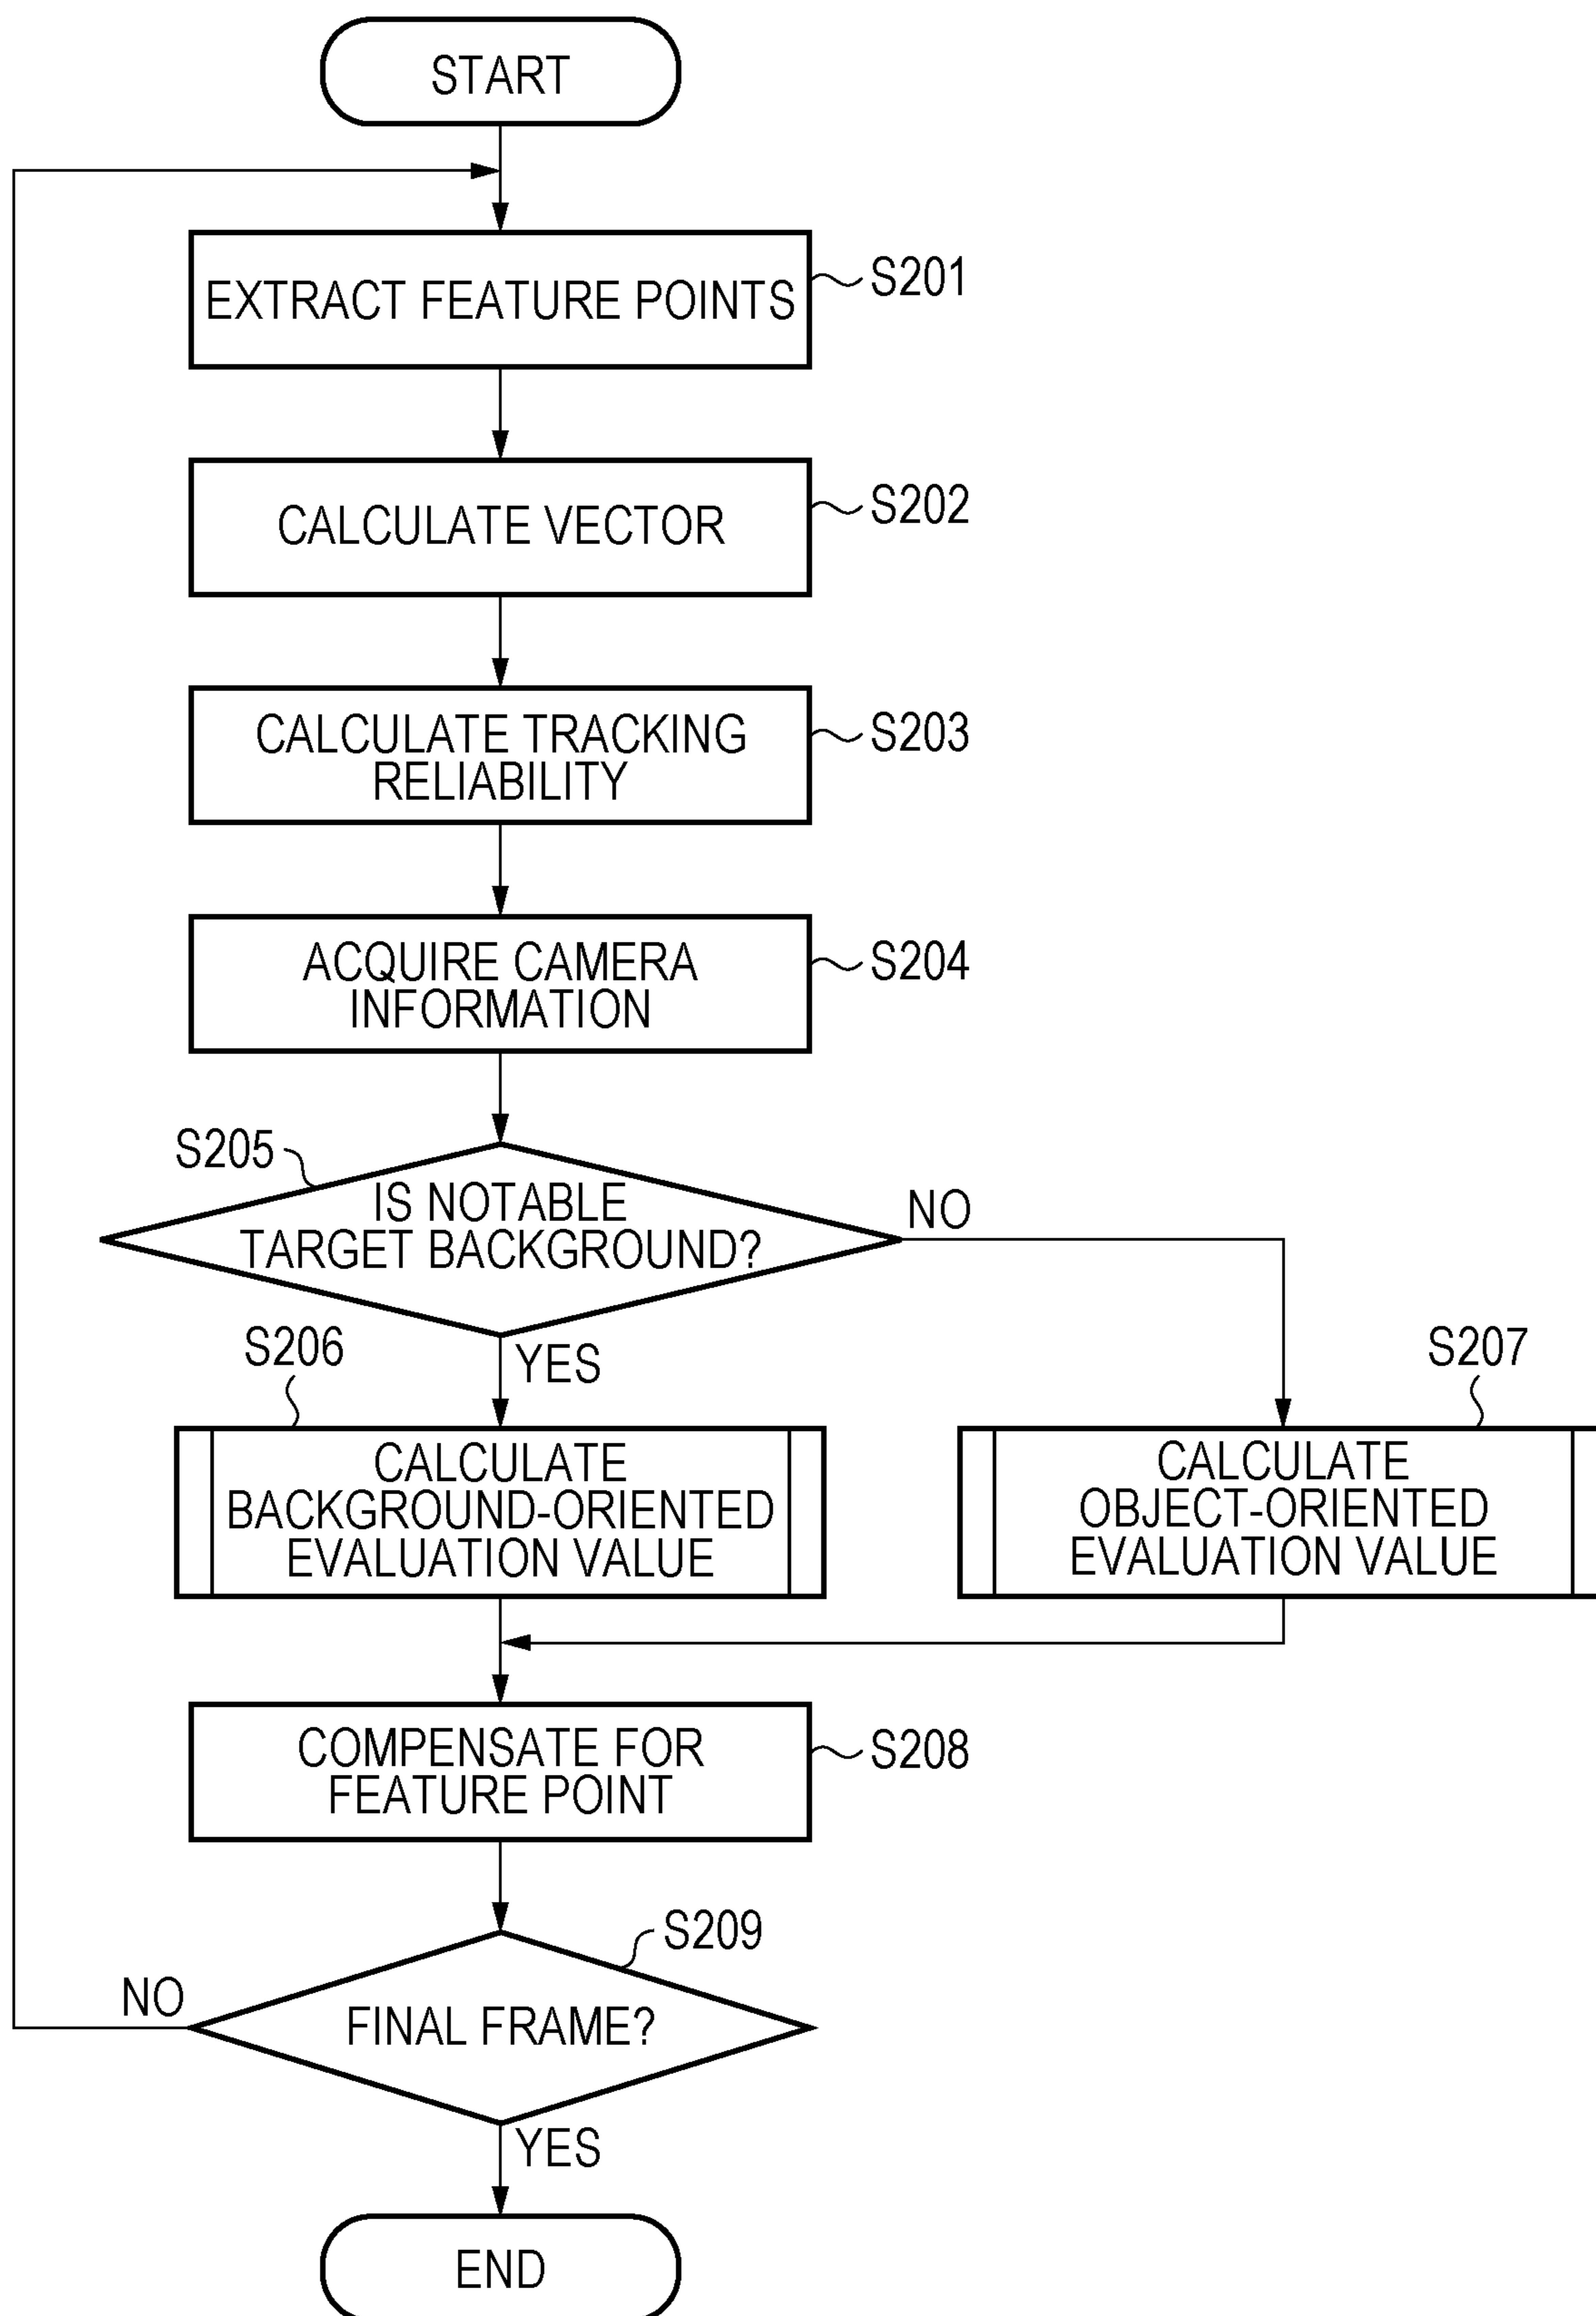 START
EXTRACT FEATURE POINTS
S201
CALCULATE VECTOR
S202
CALCULATE TRACKING
RELIABILITY
S203
ACQUIRE CAMERA
INFORMATION
S204
S205
IS NOTABLE
TARGET BACKGROUND?
NO
YES
S206
CALCULATE
BACKGROUND-ORIENTED
EVALUATION VALUE
S207
CALCULATE
OBJECT-ORIENTED
EVALUATION VALUE
COMPENSATE FOR
FEATURE POINT
S208
S209
FINAL FRAME?
NO
YES
END